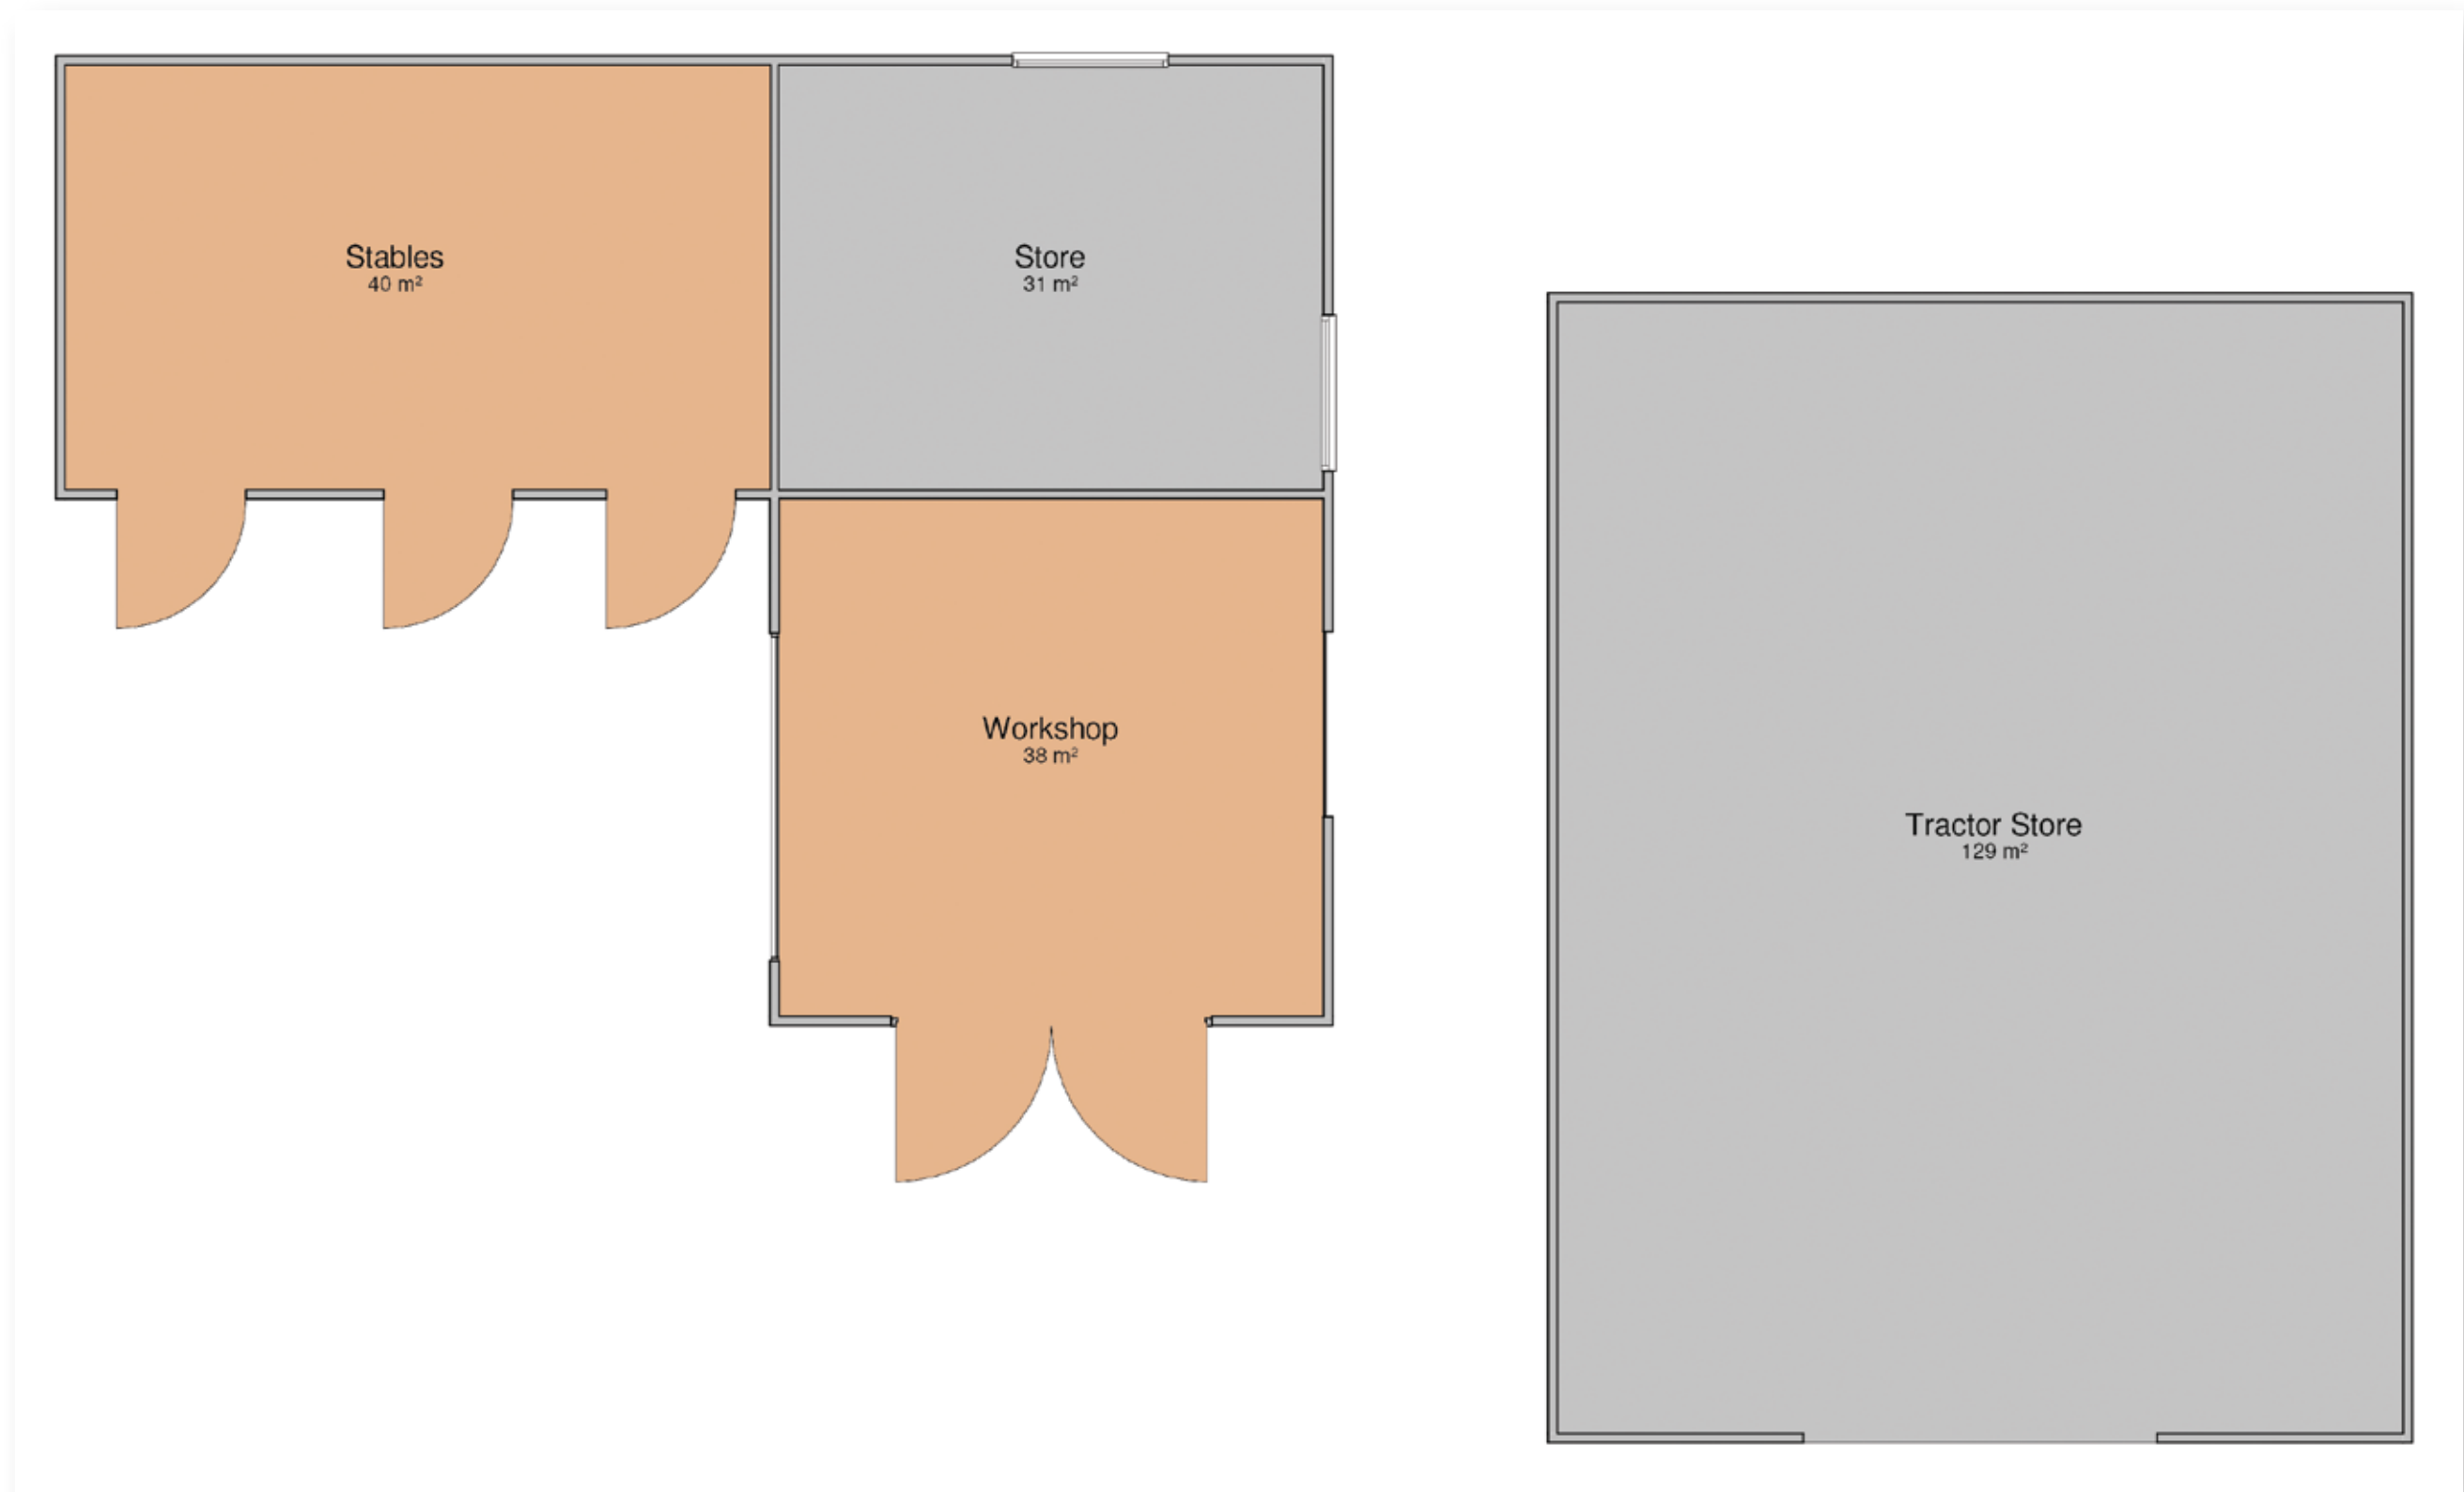 Stables
40 m²
Store
31 m²
Workshop
38 m²
Tractor Store
129 m²